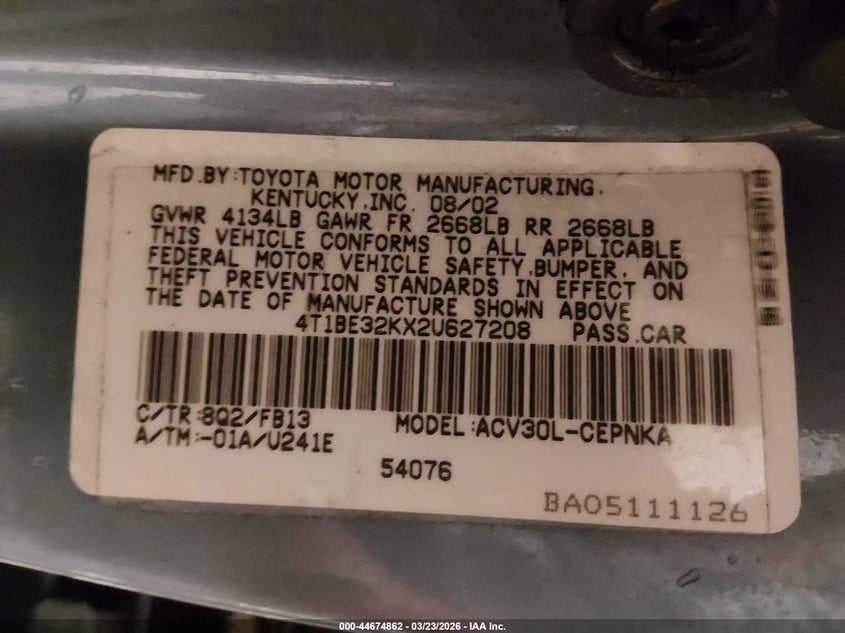 MFD.BY:TOYOTA MOTOR MANUFACTURING.
KENTUCKY,INC. 08/02
GVWR 4134LB GAWR FR 2668LB RR 2668LB
THIS VEHICLE CONFORMS TO ALL APPLICABLE
FEDERAL MOTOR VEHICLE SAFETY,BUMPER, AND
THEFT PREVENTION STANDARDS IN EFFECT ON
THE DATE OF MANUFACTURE SHOWN ABOVE
4T1BE32KX2U627208 PASS.CAR
C/TR:8Q2/FB13 MODEL:ACV30L-CEPNKA
A/TM:-01A/U241E
54076
BA05111126
000-44674862 - 03/23/2026 - IAA Inc.